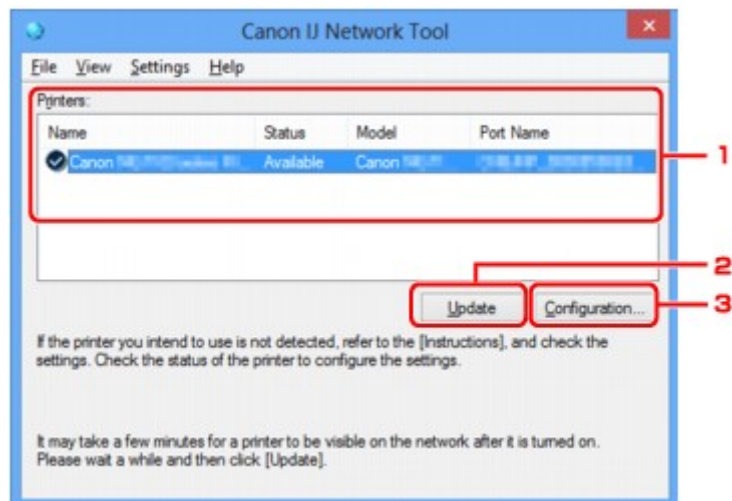 Canon IJ Network Tool
File View Settings Help
Printers:
Name Status Model Port Name
Canon Available Canon
1
2
Update Configuration...
3
If the printer you intend to use is not detected, refer to the [Instructions], and check the
settings. Check the status of the printer to configure the settings.
It may take a few minutes for a printer to be visible on the network after it is turned on.
Please wait a while and then click [Update].